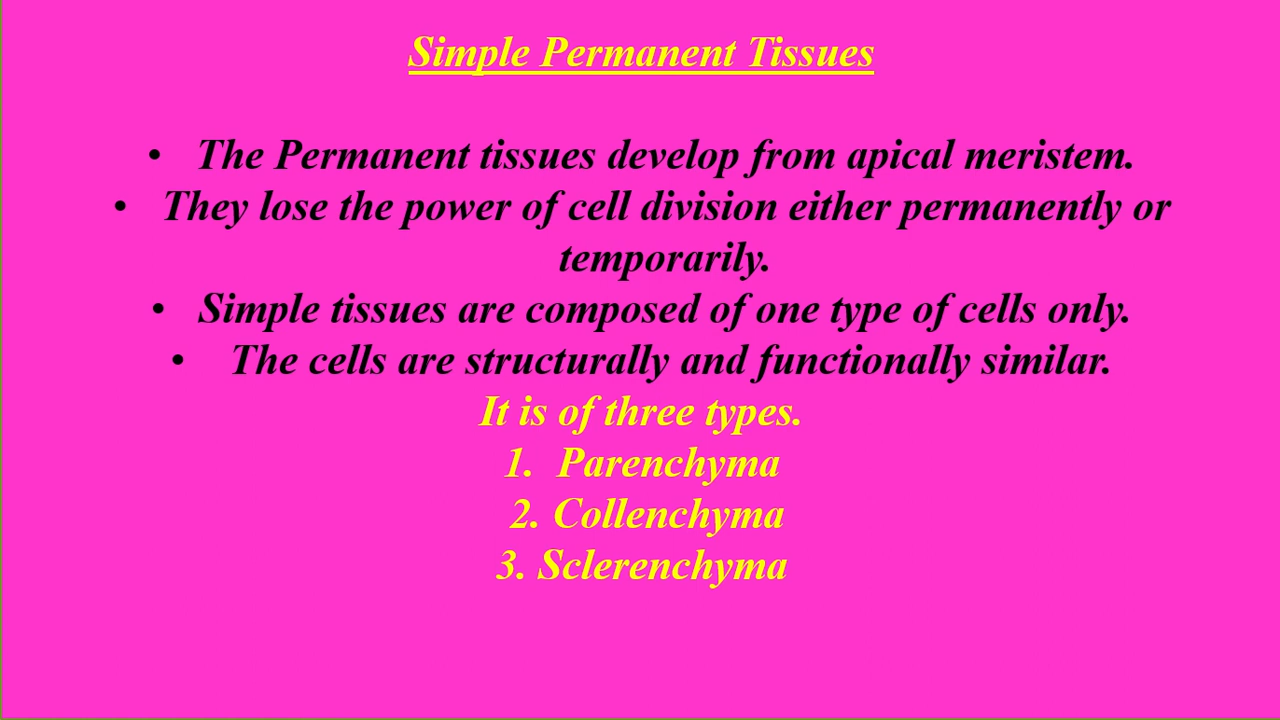 Simple Permanent Tissues
• The Permanent tissues develop from apical meristem.
• They lose the power of cell division either permanently or
temporarily.
• Simple tissues are composed of one type of cells only.
• The cells are structurally and functionally similar.
It is of three types.
1. Parenchyma
2. Collenchyma
3. Sclerenchyma